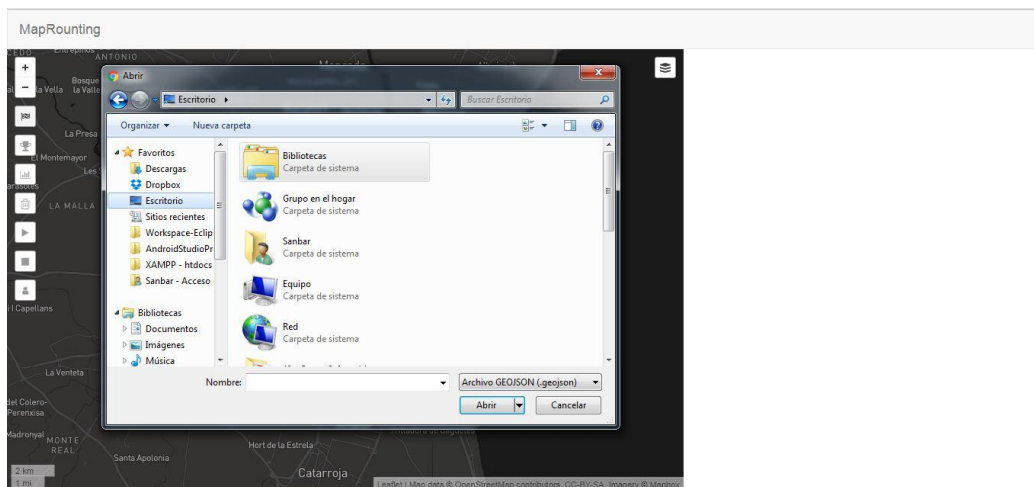 MapRounting
ANTONIO
Bosque
la Vella la Valle
La Presa
El Montemayor
LA MALLA
i l Capellans
La Venteta
del Colero-
Perenxisa
Madronyal
MONTE
REAL
Santa Apolonia
Hort de la Estrela
Catarroja
2 km
1 mi
Leaflet | Map data © OpenStreetMap contributors, CC-BY-SA, Imagery © Mapbox
Abrir
Escritorio
Buscar Escritorio
Organizar
Nueva carpeta
Favoritos
Descargas
Dropbox
Escritorio
Sitios recientes
Workspace-Eclip
AndroidStudioPr
XAMPP - htdocs
Sanbar - Acceso
Bibliotecas
Documentos
Imágenes
Música
Bibliotecas
Carpeta de sistema
Grupo en el hogar
Carpeta de sistema
Sanbar
Carpeta de sistema
Equipo
Carpeta de sistema
Red
Carpeta de sistema
Nombre:
Archivo GEOJSON (.geojson)
Abrir
Cancelar